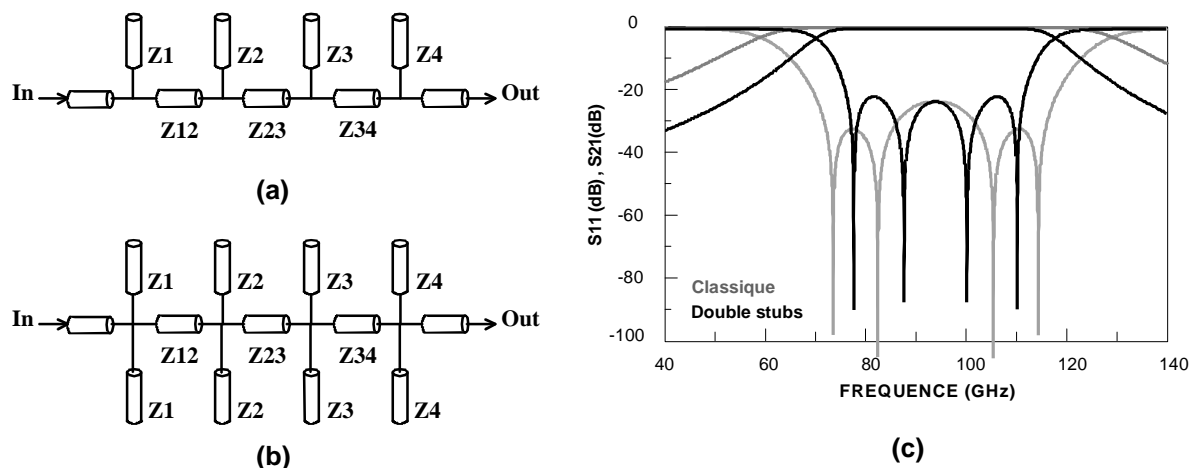 Z1 Z2 Z3 Z4
In Out
Z12 Z23 Z34
(a)
Z1 Z2 Z3 Z4
In Out
Z12 Z23 Z34
Z1 Z2 Z3 Z4
(b)
S11 (dB) , S21(dB)
0
-20
-40
-60
-80
-100
Classique
Double stubs
40 60 80 100 120 140
FREQUENCE (GHz)
(c)